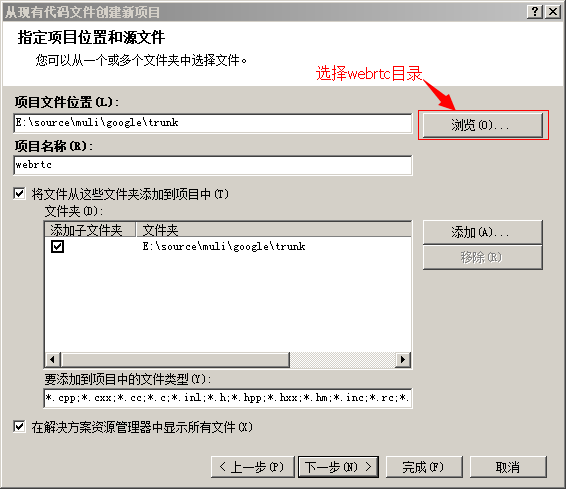 从现有代码文件创建新项目
指定项目位置和源文件
您可以从一个或多个文件夹中选择文件。
选择webrtc目录
项目文件位置(L):
E:\source\muli\google\trunk
浏览(O)...
项目名称(R):
webrtc
将文件从这些文件夹添加到项目中(T)
文件夹(D):
添加子文件夹 文件夹
E:\source\muli\google\trunk
添加(A)...
移除(R)
要添加到项目中的文件类型(Y):
*.cpp;*.cxx;*.cc;*.c;*.inl;*.h;*.hpp;*.hxx;*.hm;*.inc;*.rc;*.
在解决方案资源管理器中显示所有文件(X)
< 上一步(P)
下一步(N) >
完成(F)
取消